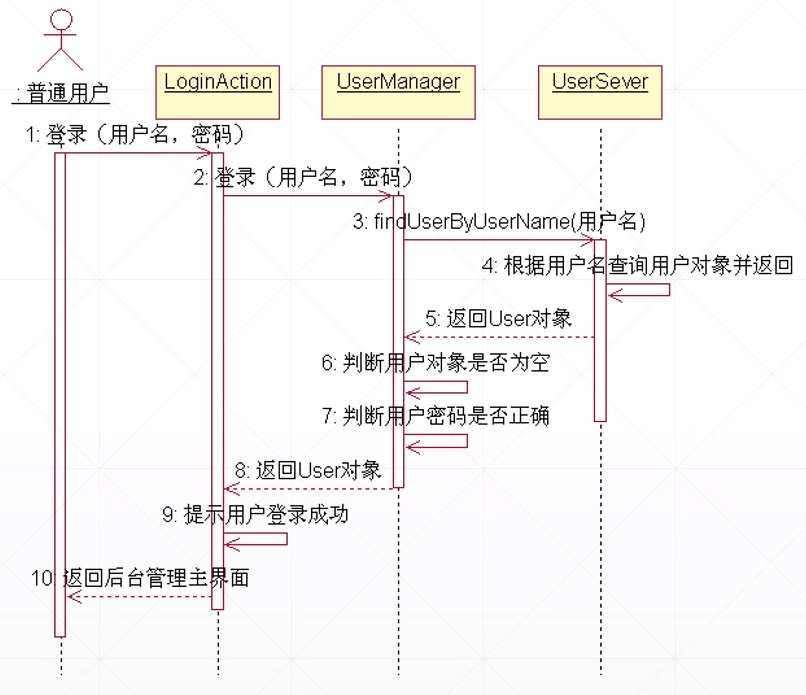 : 普通用户
LoginAction
UserManager
UserSever
1: 登录（用户名，密码）
2: 登录（用户名，密码）
3: findUserByUserName(用户名)
4: 根据用户名查询用户对象并返回
5: 返回User对象
6: 判断用户对象是否为空
7: 判断用户密码是否正确
8: 返回User对象
9: 提示用户登录成功
10: 返回后台管理主界面